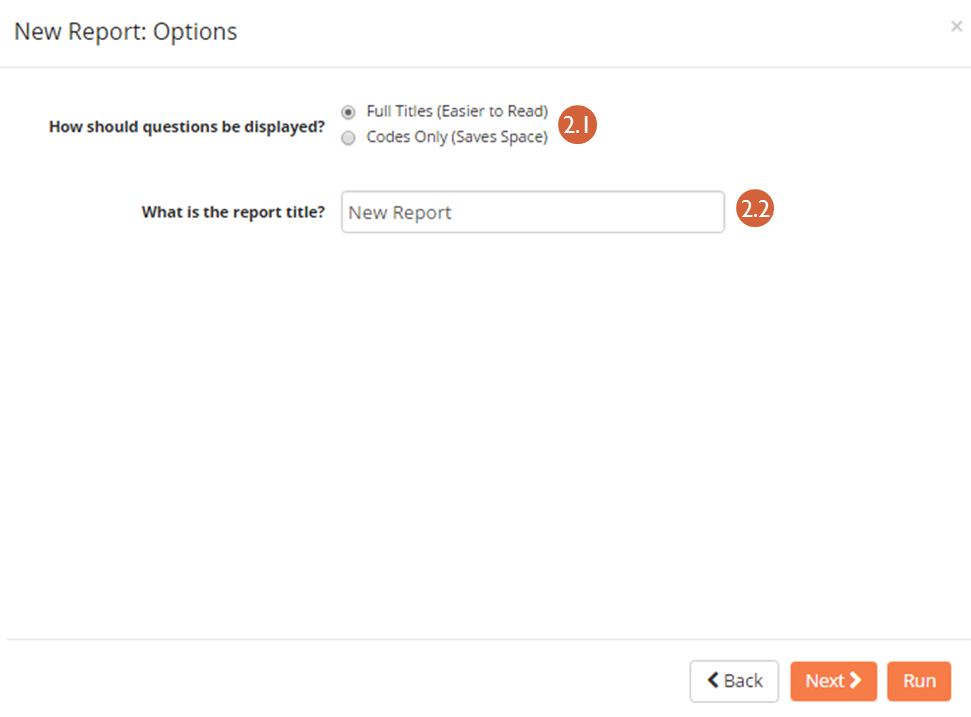 New Report: Options
×
How should questions be displayed?
Full Titles (Easier to Read)
Codes Only (Saves Space)
2.1
What is the report title?
New Report
2.2
Back
Next
Run